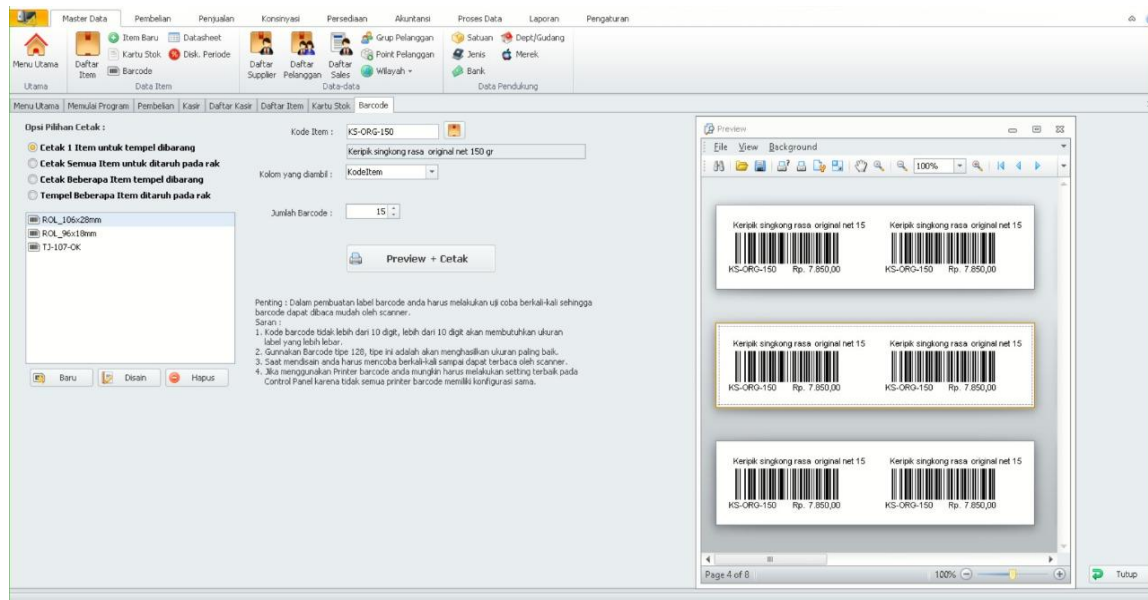 Master Data Pembelian Penjualan Konsinyasi Persediaan Akuntansi Proses Data Laporan Pengaturan
Menu Utama
Utama
Daftar Item
Item Baru
Kartu Stok
Barcode
Datasheet
Disk. Periode
Data Item
Daftar Supplier
Daftar Pelanggan
Daftar Sales
Grup Pelanggan
Point Pelanggan
Wilayah
Data-data
Satuan
Jenis
Bank
Dept/Gudang
Merek
Data Pendukung
Menu Utama Memulai Program Pembelian Kasir Daftar Kasir Daftar Item Kartu Stok Barcode
Opsi Pilihan Cetak :
Cetak 1 Item untuk tempel dibarang
Cetak Semua Item untuk ditaruh pada rak
Cetak Beberapa Item tempel dibarang
Tempel Beberapa Item ditaruh pada rak
ROL_106x28mm
ROL_96x18mm
TJ-107-OK
Baru Disain Hapus
Kode Item : KS-ORG-150
Keripik singkong rasa original net 150 gr
Kolom yang diambil : KodeItem
Jumlah Barcode : 15
Preview + Cetak
Penting : Dalam pembuatan label barcode anda harus melakukan uji coba berkali-kali sehingga
barcode dapat dibaca mudah oleh scanner.
Saran :
1. Kode barcode tidak lebih dari 10 digit, lebih dari 10 digit akan membutuhkan ukuran
label yang lebih lebar.
2. Gunnakan Barcode tipe 128, tipe ini adalah akan menghasilkan ukuran paling baik.
3. Saat mendisain anda harus mencoba berkali-kali sampai dapat terbaca oleh scanner.
4. Jika menggunakan Printer barcode anda mungkin harus melakukan setting terbaik pada
Control Panel karena tidak semua printer barcode memiliki konfigurasi sama.
Preview
File View Background
100%
Keripik singkong rasa original net 15 Keripik singkong rasa original net 15
KS-ORG-150 Rp. 7.850,00 KS-ORG-150 Rp. 7.850,00
Keripik singkong rasa original net 15 Keripik singkong rasa original net 15
KS-ORG-150 Rp. 7.850,00 KS-ORG-150 Rp. 7.850,00
Keripik singkong rasa original net 15 Keripik singkong rasa original net 15
KS-ORG-150 Rp. 7.850,00 KS-ORG-150 Rp. 7.850,00
Page 4 of 8 100%
Tutup